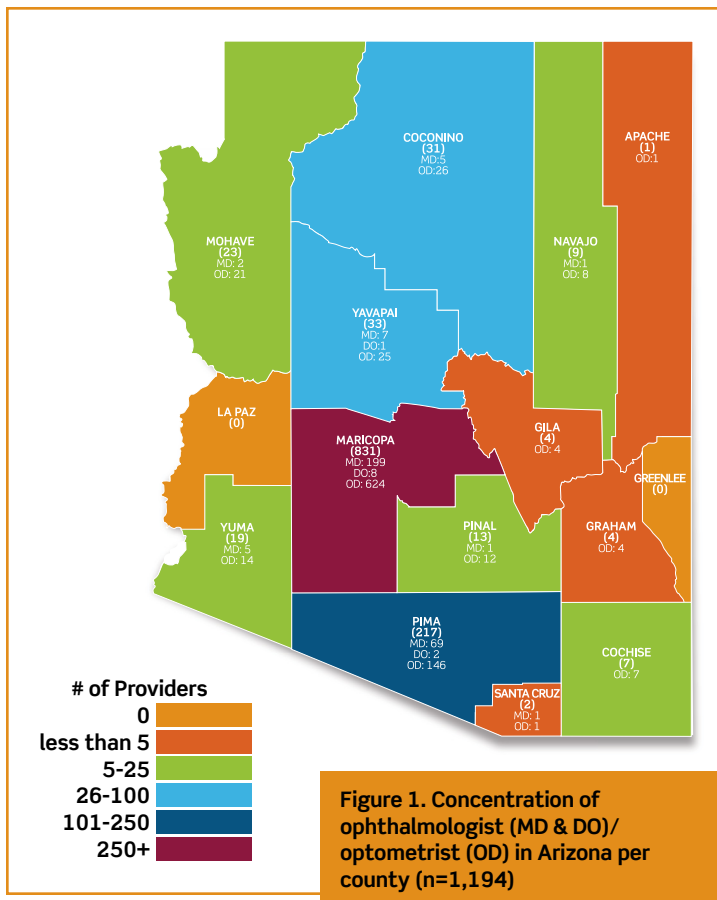 COCONINO
(31)
MD:5
OD:26
APACHE
(1)
OD:1
MOHAVE
(23)
MD: 2
OD: 21
NAVAJO
(9)
MD:1
OD: 8
YAVAPAI
(33)
MD: 7
DO:1
OD: 25
LA PAZ
(0)
MARICOPA
(831)
MD: 199
DO:8
OD: 624
GILA
(4)
OD: 4
GREENLEE
(0)
YUMA
(19)
MD: 5
OD: 14
PINAL
(13)
MD: 1
OD: 12
GRAHAM
(4)
OD: 4
PIMA
(217)
MD: 69
DO: 2
OD: 146
COCHISE
(7)
OD: 7
SANTA CRUZ
(2)
MD: 1
OD: 1
# of Providers
0
less than 5
5-25
26-100
101-250
250+
Figure 1. Concentration of
ophthalmologist (MD & DO)/
optometrist (OD) in Arizona per
county (n=1,194)